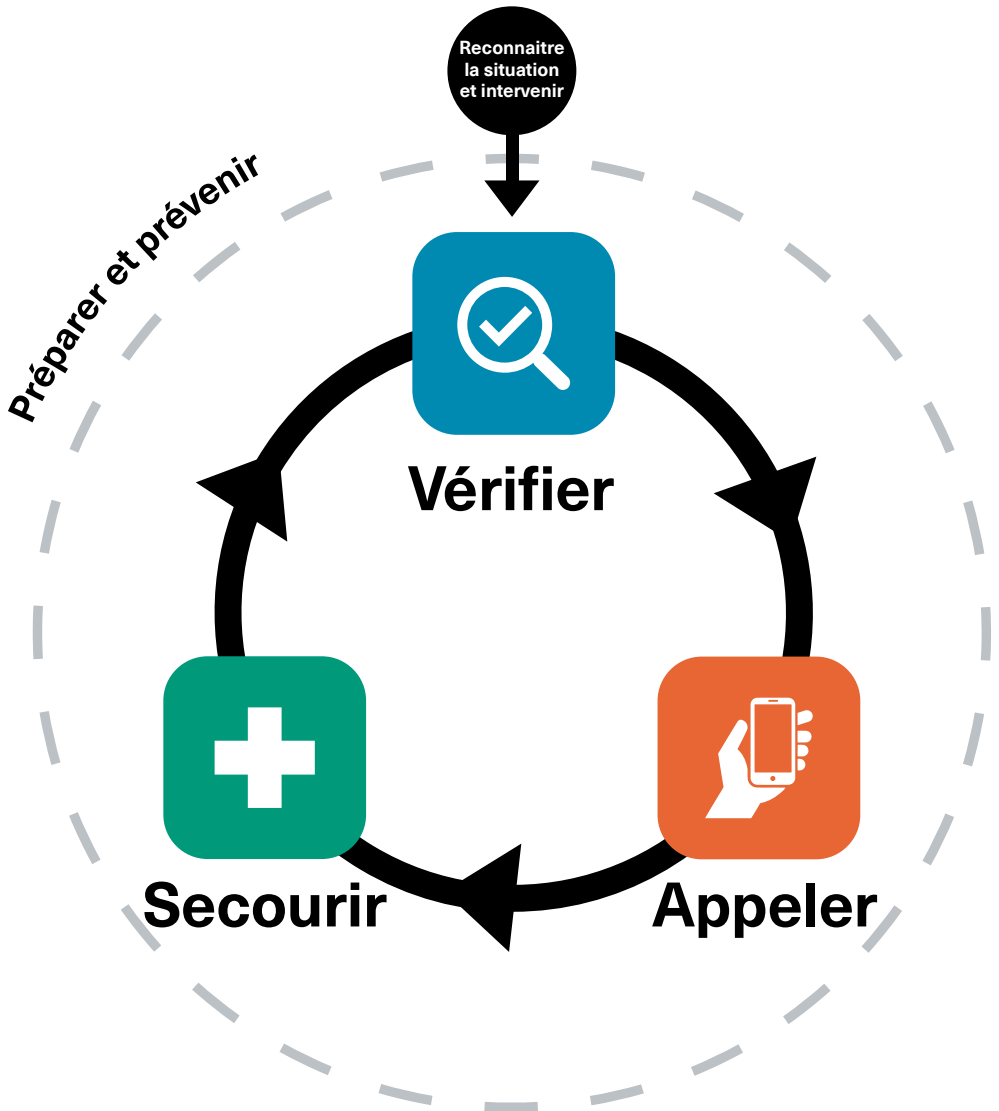 Reconnaitre
la situation
et intervenir
Préparer et prévenir
Vérifier
Secourir
Appeler